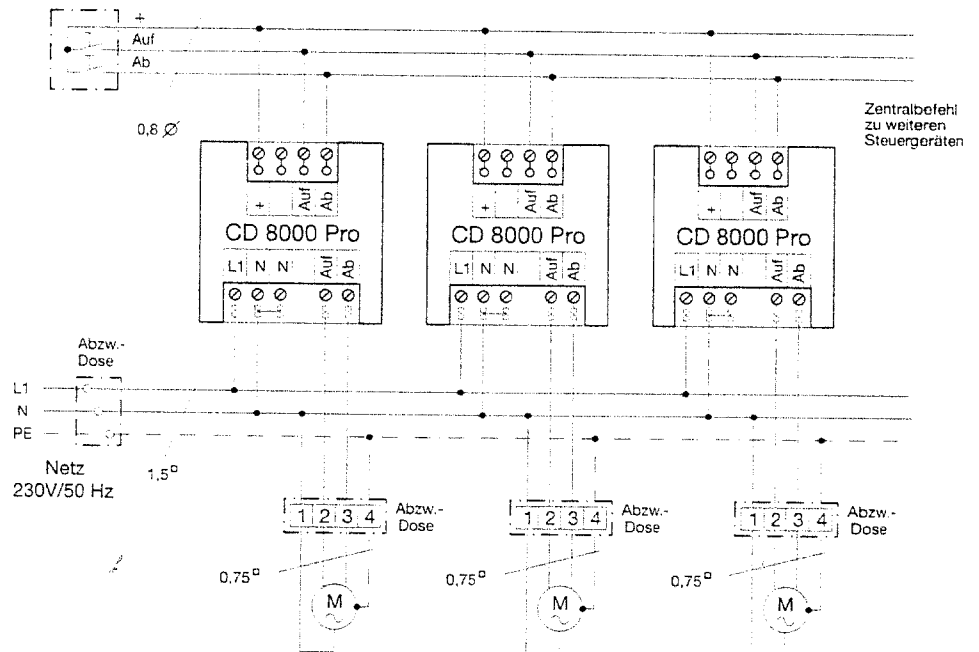 +
Auf
Ab
0,8 Ø
Zentralbefehl
zu weiteren
Steuergeräten
+ Auf Ab
CD 8000 Pro
L1 N N Auf Ab
+ Auf Ab
CD 8000 Pro
L1 N N Auf Ab
+ Auf Ab
CD 8000 Pro
L1 N N Auf Ab
Abzw.-
Dose
L1
N
PE
Netz
230V/50 Hz
1,5□
1 2 3 4
Abzw.-
Dose
1 2 3 4
Abzw.-
Dose
1 2 3 4
Abzw.-
Dose
0,75□
0,75□
0,75□
M
M
M